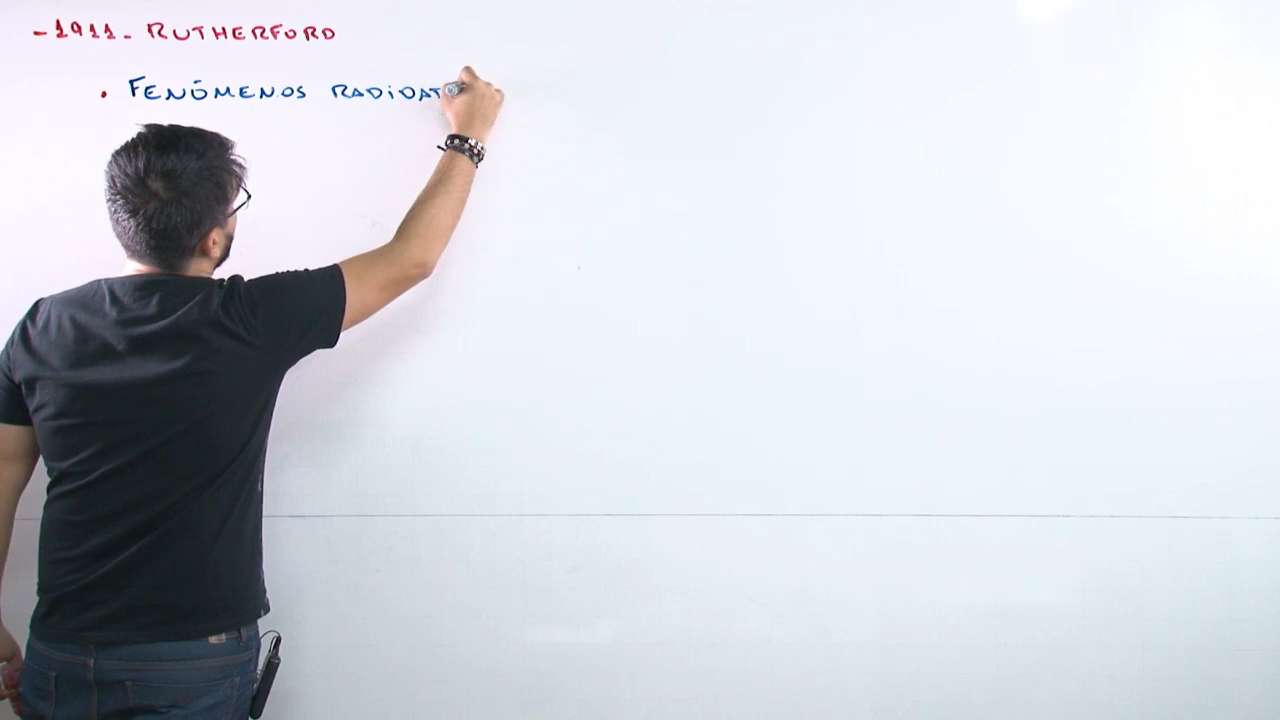 -1911- RUTHERFORD
• FENÔMENOS RADIOAT